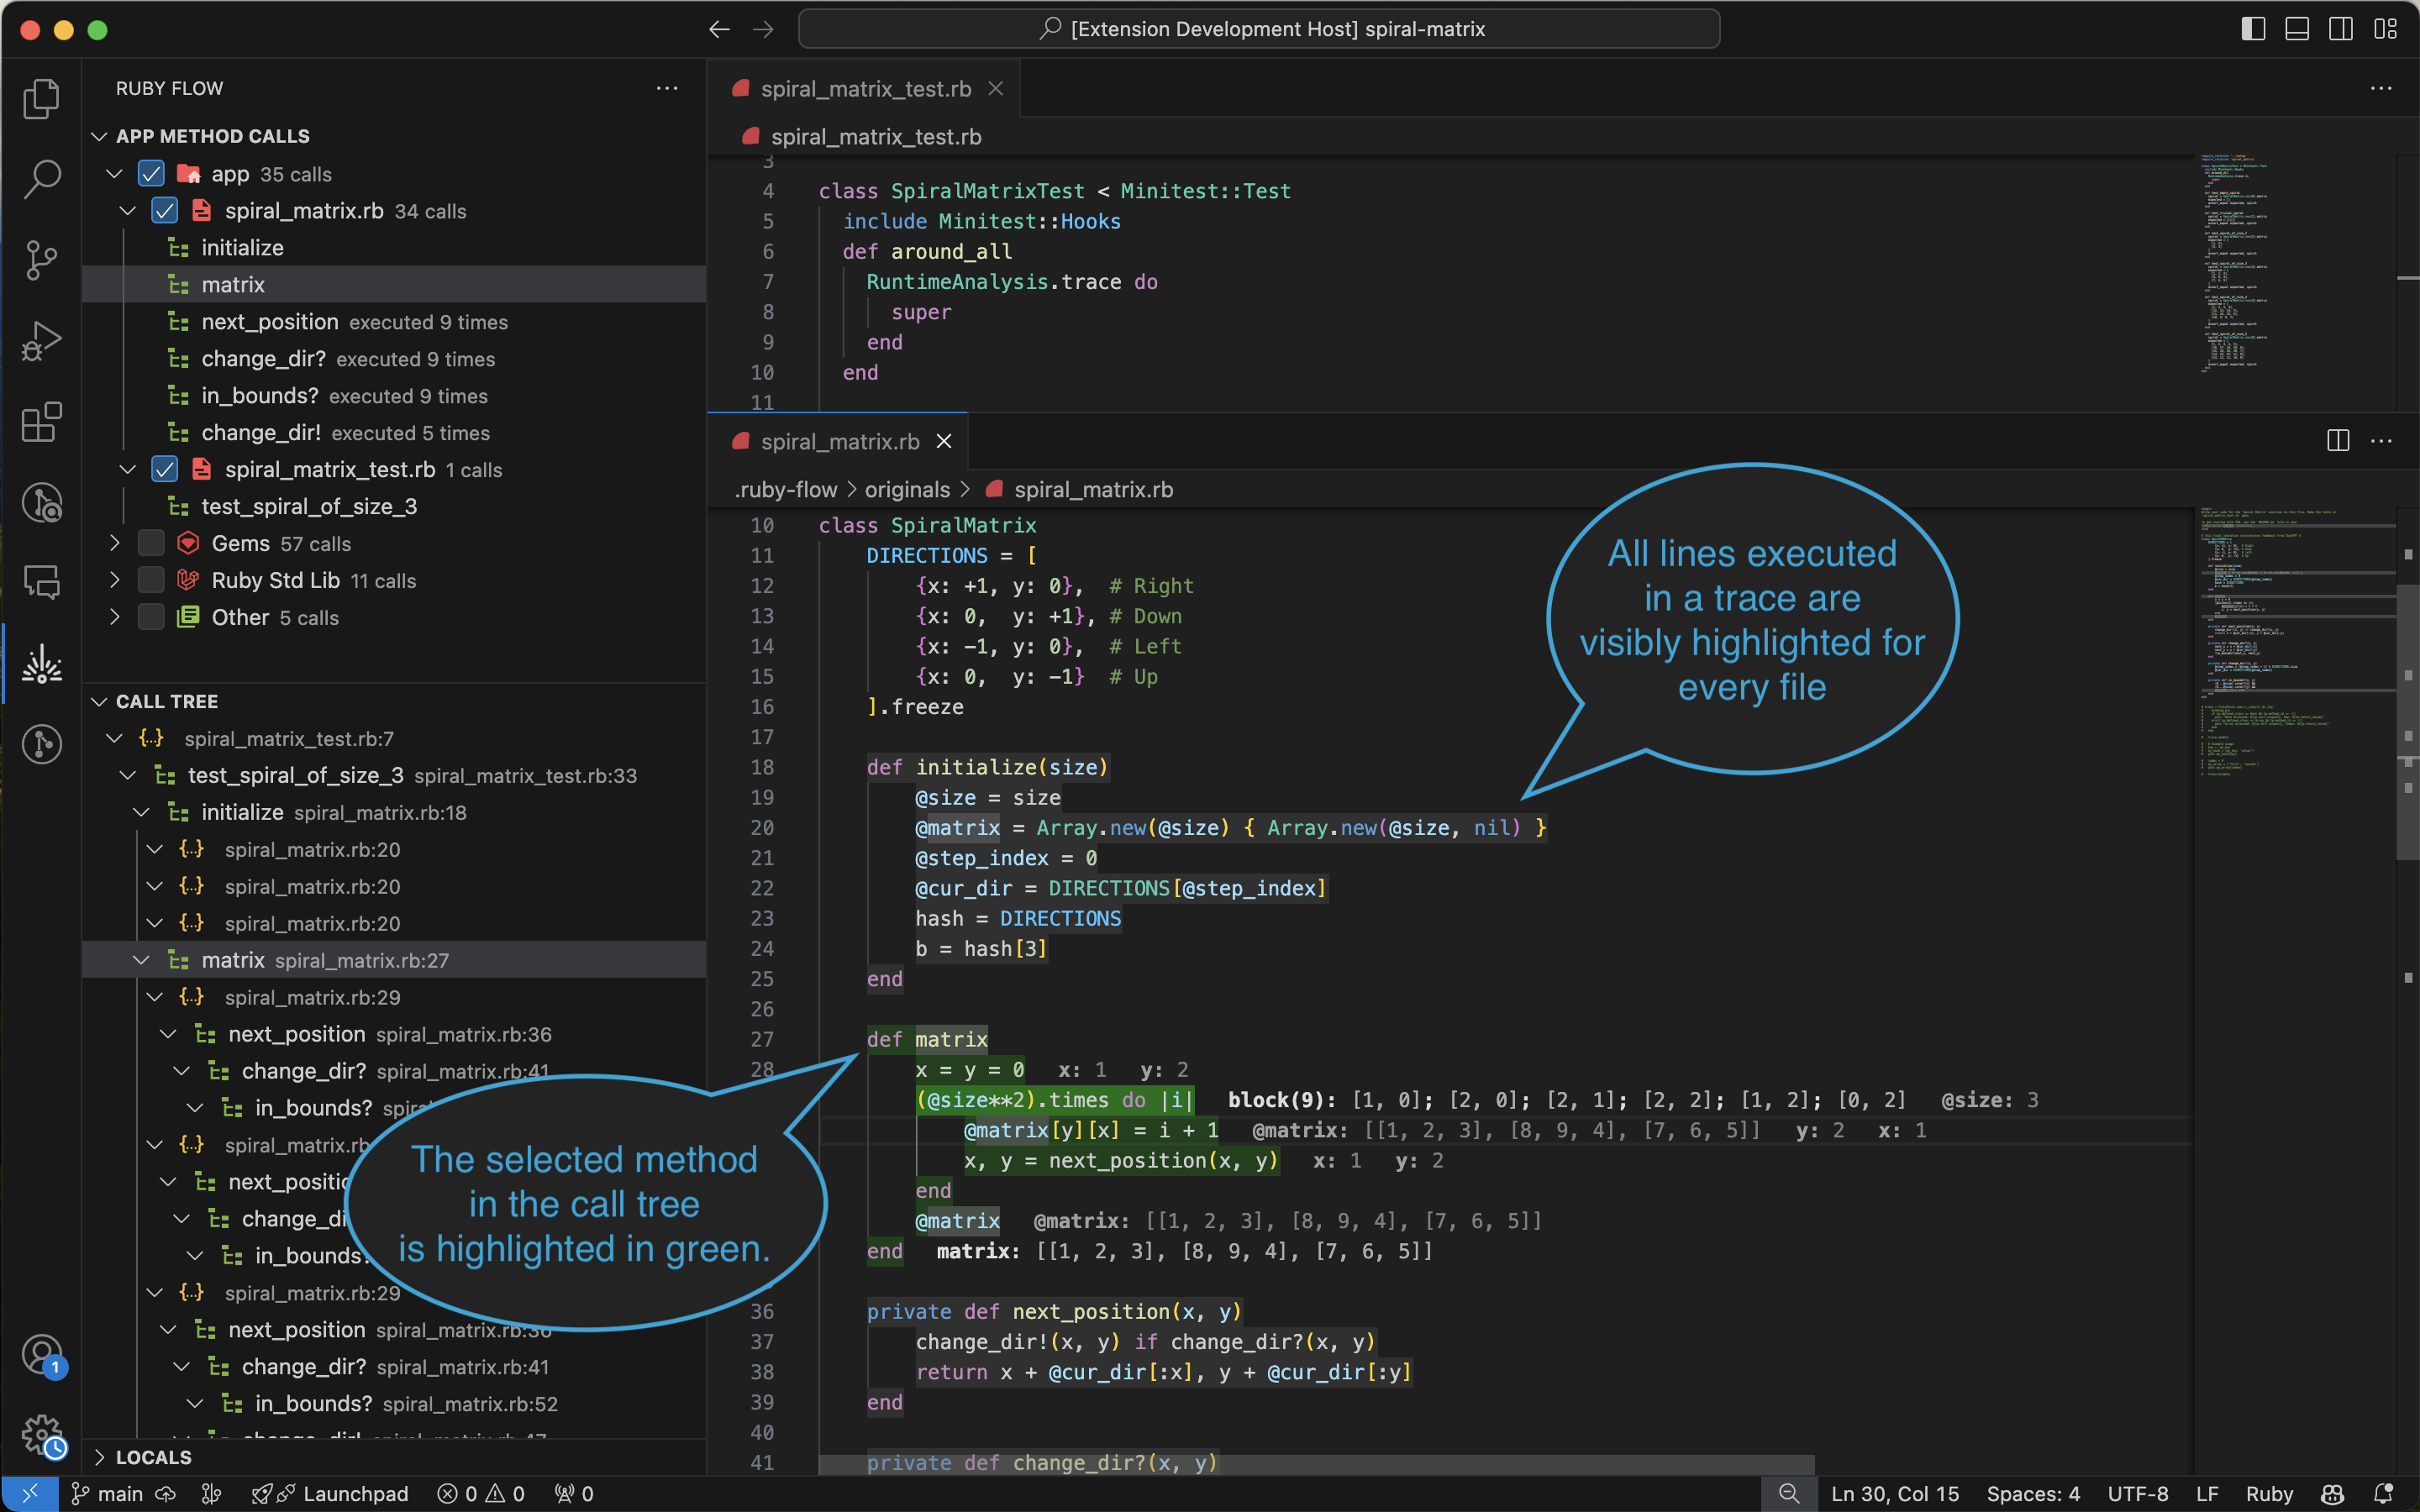 [Extension Development Host] spiral-matrix
RUBY FLOW
APP METHOD CALLS
app 35 calls
spiral_matrix.rb 34 calls
initialize
matrix
next_position executed 9 times
change_dir? executed 9 times
in_bounds? executed 9 times
change_dir! executed 5 times
spiral_matrix_test.rb 1 calls
test_spiral_of_size_3
Gems 57 calls
Ruby Std Lib 11 calls
Other 5 calls
CALL TREE
{..} spiral_matrix_test.rb:7
test_spiral_of_size_3 spiral_matrix_test.rb:33
initialize spiral_matrix.rb:18
{..} spiral_matrix.rb:20
{..} spiral_matrix.rb:20
{..} spiral_matrix.rb:20
matrix spiral_matrix.rb:27
{..} spiral_matrix.rb:29
next_position spiral_matrix.rb:36
change_dir? spiral_matrix.rb:41
in_bounds?
{..} spiral_matrix.rb
{..} spiral_matrix.rb:29
next_position spiral_matrix.rb:36
change_dir? spiral_matrix.rb:41
in_bounds? spiral_matrix.rb:52
LOCALS
The selected method
in the call tree
is highlighted in green.
spiral_matrix_test.rb
spiral_matrix_test.rb
3
4 class SpiralMatrixTest < Minitest::Test
5 include Minitest::Hooks
6 def around_all
7 RuntimeAnalysis.trace do
8 super
9 end
10 end
11
spiral_matrix.rb
.ruby-flow > originals > spiral_matrix.rb
10 class SpiralMatrix
11 DIRECTIONS = [
12 {x: +1, y: 0}, # Right
13 {x: 0, y: +1}, # Down
14 {x: -1, y: 0}, # Left
15 {x: 0, y: -1} # Up
16 ].freeze
17
18 def initialize(size)
19 @size = size
20 @matrix = Array.new(@size) { Array.new(@size, nil) }
21 @step_index = 0
22 @cur_dir = DIRECTIONS[@step_index]
23 hash = DIRECTIONS
24 b = hash[3]
25 end
26
27 def matrix
28 x = y = 0 x: 1 y: 2
(@size**2).times do |i| block(9): [1, 0]; [2, 0]; [2, 1]; [2, 2]; [1, 2]; [0, 2] @size: 3
@matrix[y][x] = i + 1 @matrix: [[1, 2, 3], [8, 9, 4], [7, 6, 5]] y: 2 x: 1
x, y = next_position(x, y) x: 1 y: 2
end
@matrix @matrix: [[1, 2, 3], [8, 9, 4], [7, 6, 5]]
end matrix: [[1, 2, 3], [8, 9, 4], [7, 6, 5]]
36 private def next_position(x, y)
37 change_dir!(x, y) if change_dir?(x, y)
38 return x + @cur_dir[:x], y + @cur_dir[:y]
39 end
40
41 private def change_dir?(x, y)
All lines executed
in a trace are
visibly highlighted for
every file
1
main Launchpad 0 0 0
Ln 30, Col 15 Spaces: 4 UTF-8 LF Ruby